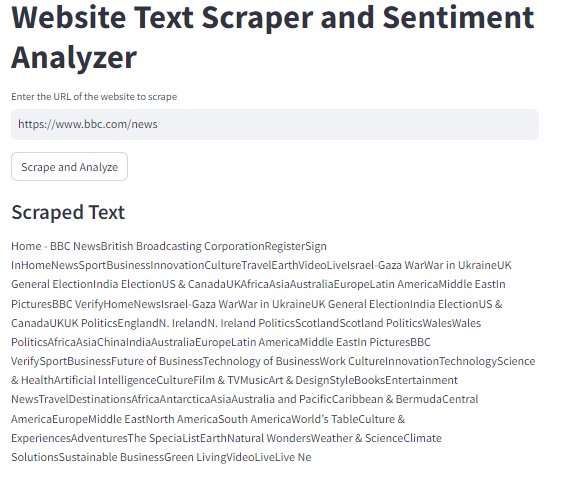 Website Text Scraper and Sentiment
Analyzer
Enter the URL of the website to scrape
https://www.bbc.com/news
Scrape and Analyze
Scraped Text
Home - BBC NewsBritish Broadcasting CorporationRegisterSign
InHomeNewsSportBusinessInnovationCultureTravelEarthVideoLiveIsrael-Gaza WarWar in UkraineUK
General ElectionIndia ElectionUS & CanadaUKAfricaAsiaAustraliaEuropeLatin AmericaMiddle EastIn
PicturesBBC VerifyHomeNewsIsrael-Gaza WarWar in UkraineUK General ElectionIndia ElectionUS &
CanadaUKUK PoliticsEnglandN. IrelandN. Ireland PoliticsScotlandScotland PoliticsWalesWales
PoliticsAfricaAsiaChinaIndiaAustraliaEuropeLatin AmericaMiddle EastIn PicturesBBC
VerifySportBusinessFuture of BusinessTechnology of BusinessWork CultureInnovationTechnologyScience
& HealthArtificial IntelligenceCultureFilm & TVMusicArt & DesignStyleBooksEntertainment
NewsTravelDestinationsAfricaAntarcticaAsiaAustralia and PacificCaribbean & BermudaCentral
AmericaEuropeMiddle EastNorth AmericaSouth AmericaWorld's TableCulture &
ExperiencesAdventuresThe SpeciaListEarthNatural WondersWeather & ScienceClimate
SolutionsSustainable BusinessGreen LivingVideoLiveLive Ne